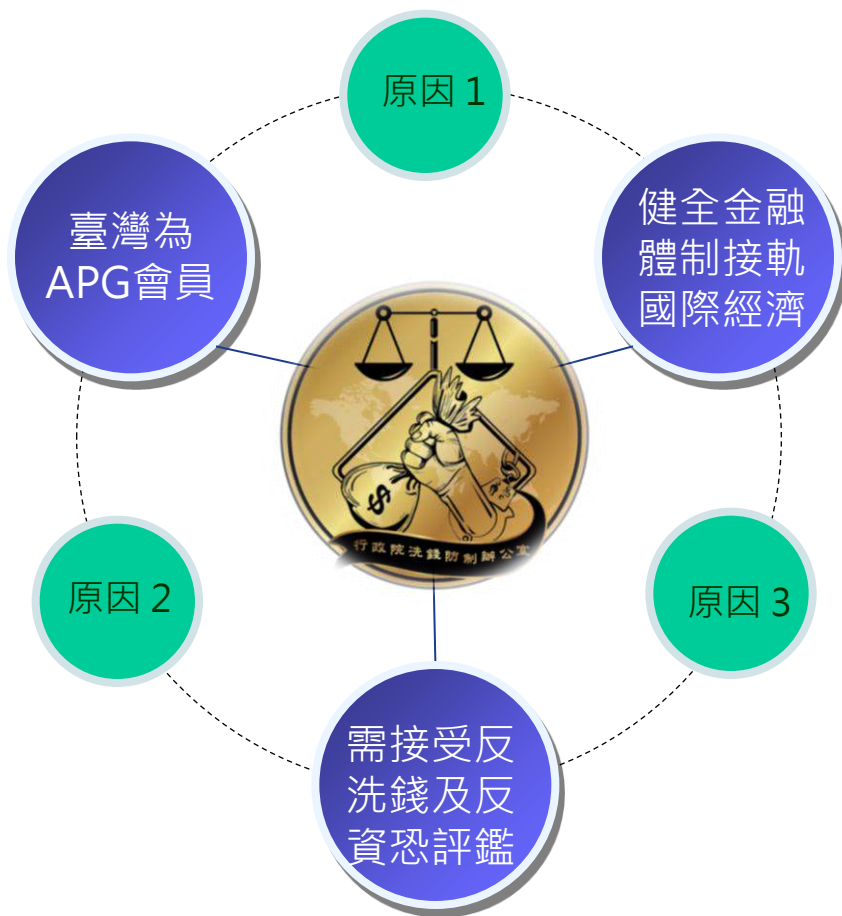 原因 1
臺灣為
APG會員
健全金融
體制接軌
國際經濟
$
行政院洗錢防制辦公室
原因 2
原因 3
需接受反
洗錢及反
資恐評鑑